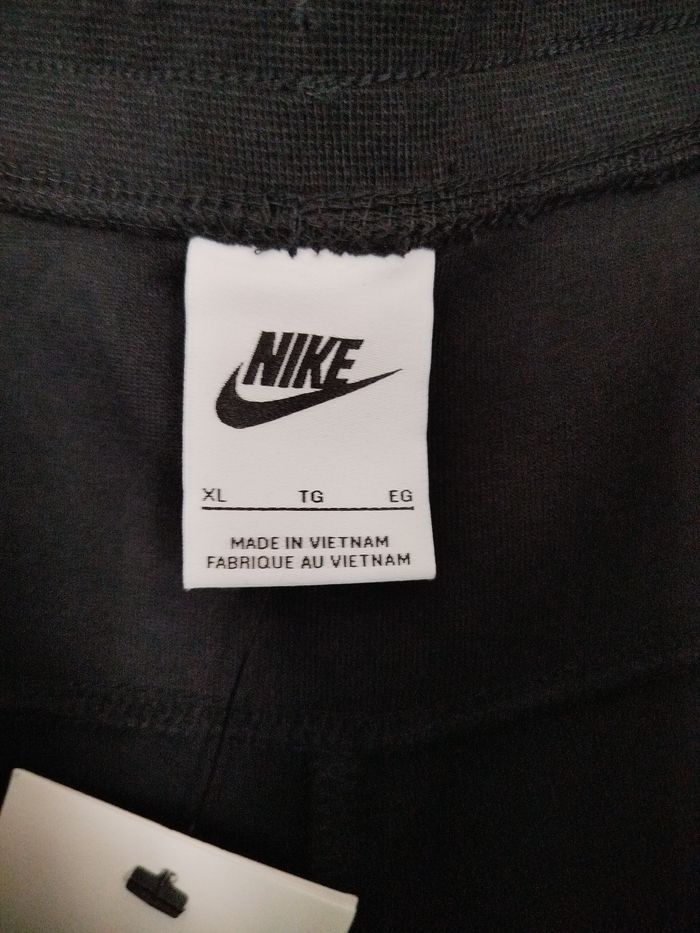 NIKE
XL TG EG
MADE IN VIETNAM
FABRIQUE AU VIETNAM